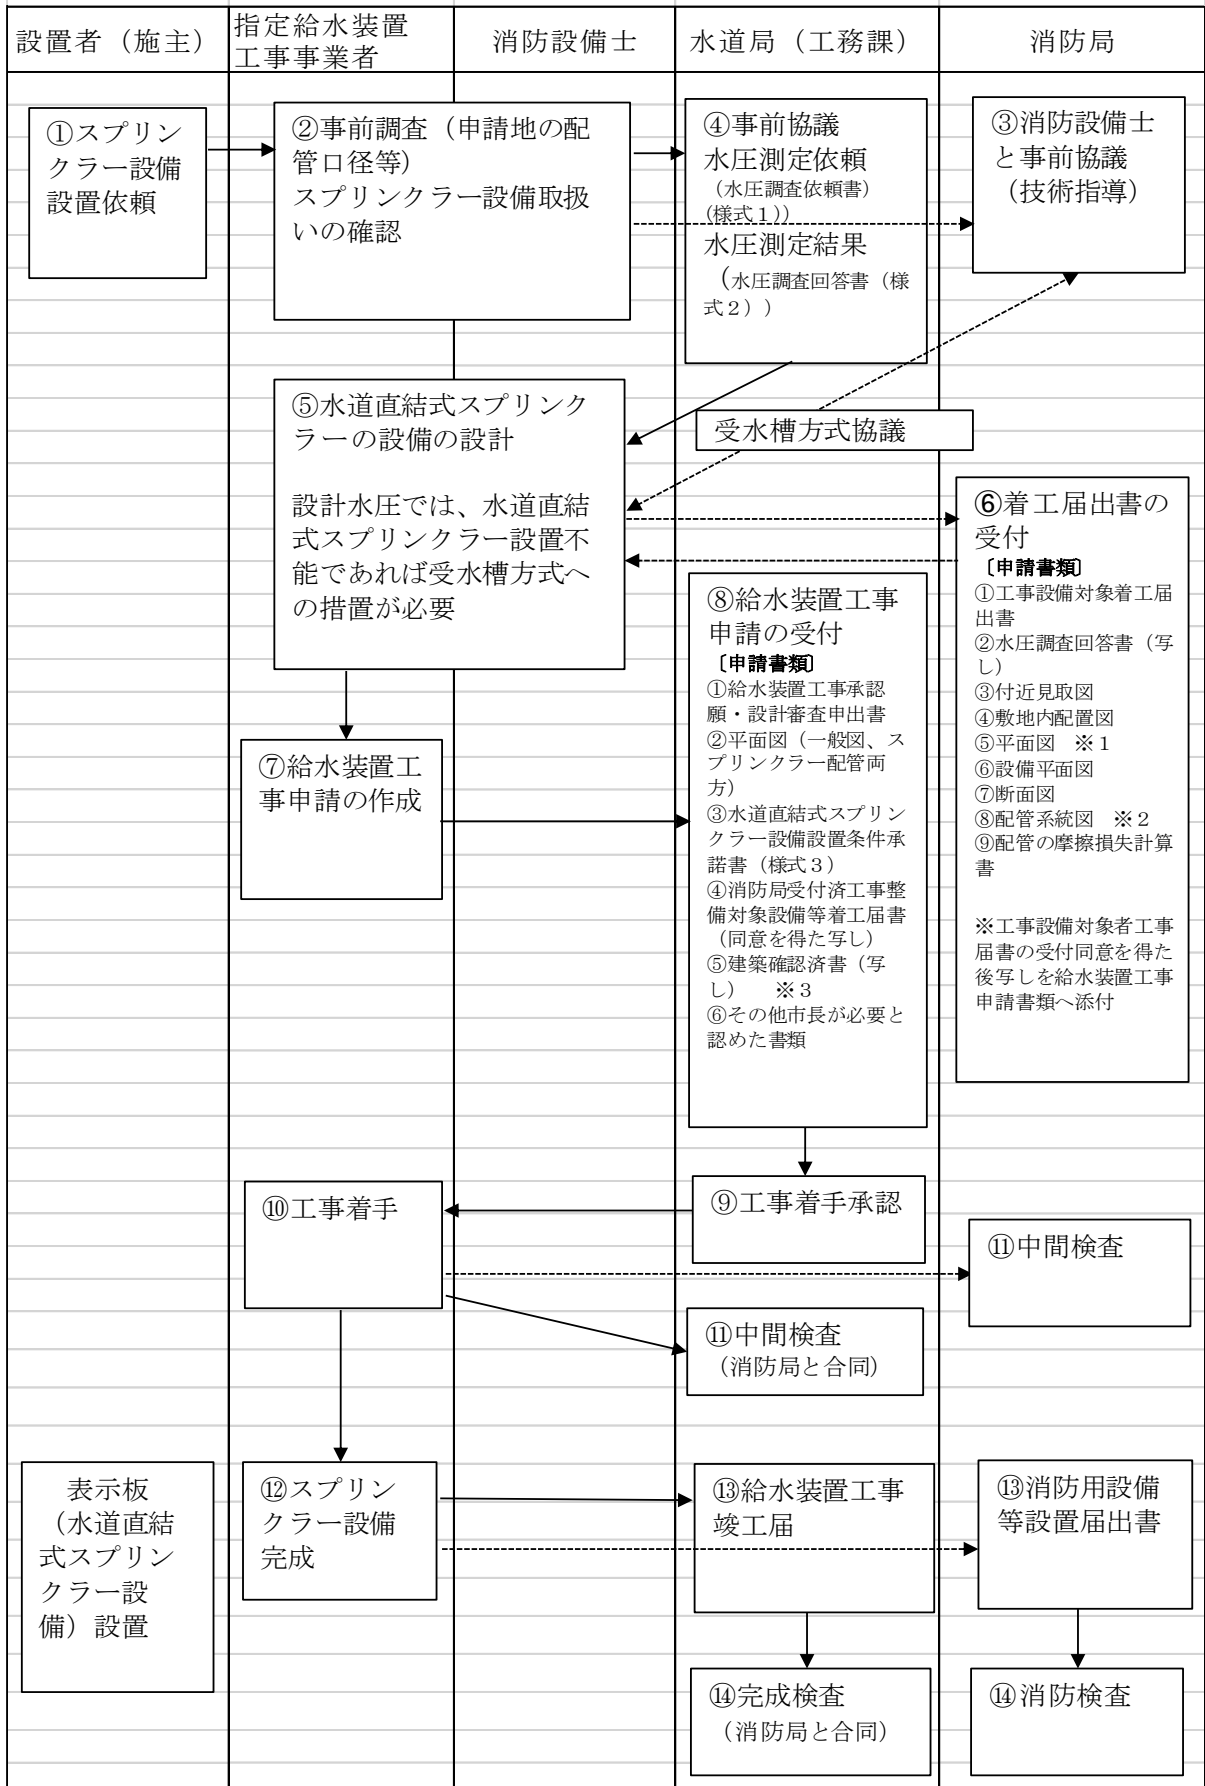 設置者（施主）
指定給水装置
工事事業者
消防設備士
水道局（工務課）
消防局
①スプリン
クラー設備
設置依頼
②事前調査（申請地の配
管口径等）
スプリンクラー設備取扱
いの確認
④事前協議
水圧測定依頼
（水圧調査依頼書）
(様式１））
水圧測定結果
（水圧調査回答書（様
式２））
③消防設備士
と事前協議
（技術指導）
⑤水道直結式スプリンク
ラーの設備の設計
設計水圧では、水道直結
式スプリンクラー設置不
能であれば受水槽方式へ
の措置が必要
受水槽方式協議
⑥着工届出書の
受付
〔申請書類〕
①工事設備対象着工届
出書
②水圧調査回答書（写
し）
③付近見取図
④敷地内配置図
⑤平面図　※１
⑥設備平面図
⑦断面図
⑧配管系統図　※２
⑨配管の摩擦損失計算
書
※工事設備対象者工事
届書の受付同意を得た
後写しを給水装置工事
申請書類へ添付
⑦給水装置工
事申請の作成
⑧給水装置工事
申請の受付
〔申請書類〕
①給水装置工事承認
願・設計審査申出書
②平面図（一般図、ス
プリンクラー配管両
方）
③水道直結式スプリン
クラー設備設置条件承
諾書（様式３）
④消防局受付済工事整
備対象設備等着工届書
（同意を得た写し）
⑤建築確認済書（写
し）　※３
⑥その他市長が必要と
認めた書類
⑨工事着手承認
⑩工事着手
⑪中間検査
⑪中間検査
（消防局と合同）
表示板
（水道直結
式スプリン
クラー設
備）設置
⑫スプリン
クラー設備
完成
⑬給水装置工事
竣工届
⑬消防用設備
等設置届出書
⑭完成検査
（消防局と合同）
⑭消防検査